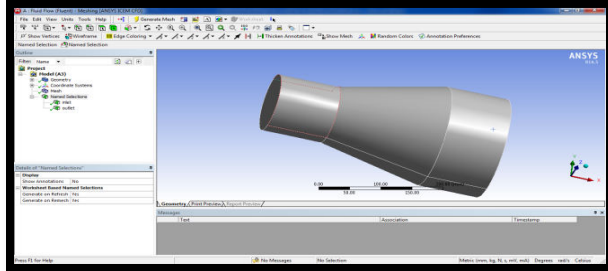 A : Fluid Flow (Fluent) - Meshing [ANSYS ICEM CFD]
File Edit View Units Tools Help Generate Mesh Worksheet
Show Vertices Wireframe Edge Coloring Thicken Annotations Show Mesh Random Colors Annotation Preferences
Named Selection Named Selection
Outline
Filter: Name
Project
Model (A3)
Geometry
Coordinate Systems
Mesh
Named Selections
inlet
outlet
ANSYS
Details of "Named Selections"
Display
Show Annotations No
Worksheet Based Named Selections
Generate on Refresh Yes
Generate on Remesh Yes
0.00 100.00
50.00 150.00
Geometry Print Preview Report Preview
Messages
Text Association Timestamp
Press F1 for Help No Messages No Selection Metric (mm, kg, N, s, mV, mA) Degrees rad/s Celsius